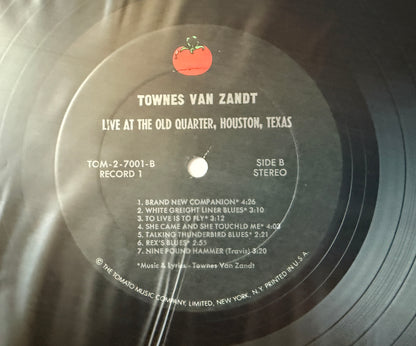 TOWNES VAN ZANDT
LIVE AT THE OLD QUARTER, HOUSTON, TEXAS
TOM-2-7001-B
RECORD 1
SIDE B
STEREO
1. BRAND NEW COMPANION* 4:26
2. WHITE GREIGHT LINER BLUES* 3:10
3. TO LIVE IS TO FLY* 3:12
4. SHE CAME AND SHE TOUCHLD ME* 4:03
5. TALKING THUNDERBIRD BLUES* 2:21
6. REX'S BLUES* 2:55
7. NINE POUND HAMMER (Travis) 3:20
*Music & Lyrics - Townes Van Zandt
© THE TOMATO MUSIC COMPANY, LIMITED, NEW YORK, N.Y. PRINTED IN U.S.A.